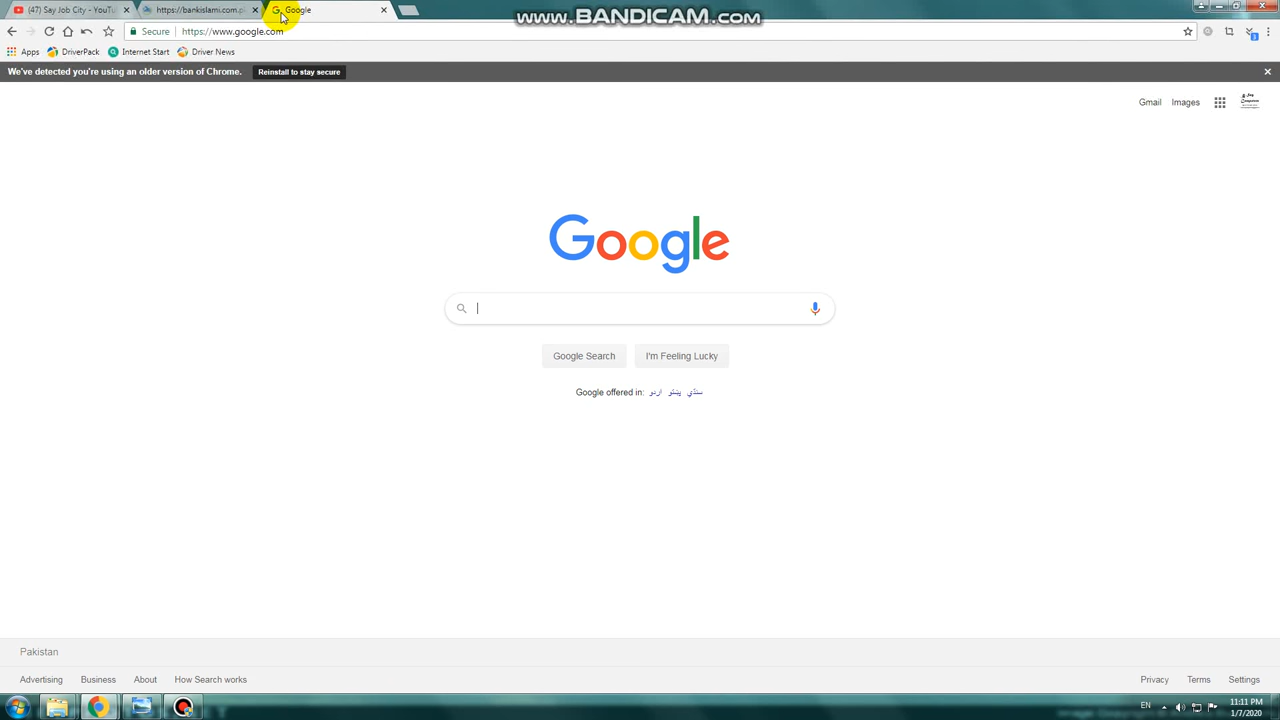 (47) Say Job City - YouTu
https://bankislami.com.p
Google
www.BANDICAM.com
Secure
https://www.google.com
Apps
DriverPack
Internet Start
Driver News
We've detected you're using an older version of Chrome.
Reinstall to stay secure
Gmail
Images
Google
Google Search
I'm Feeling Lucky
Google offered in: اردو پښتو سنڌي
Pakistan
Advertising
Business
About
How Search works
Privacy
Terms
Settings
EN
11:11 PM
1/7/2020